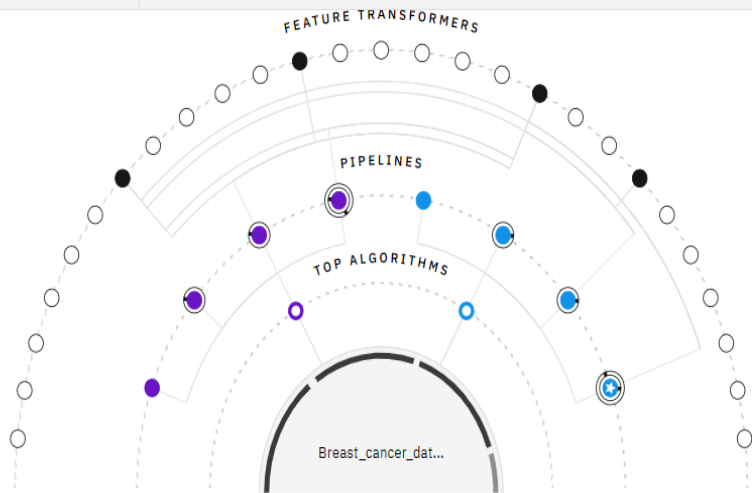 FEATURE TRANSFORMERS
PIPELINES
TOP ALGORITHMS
Breast_cancer_dat...